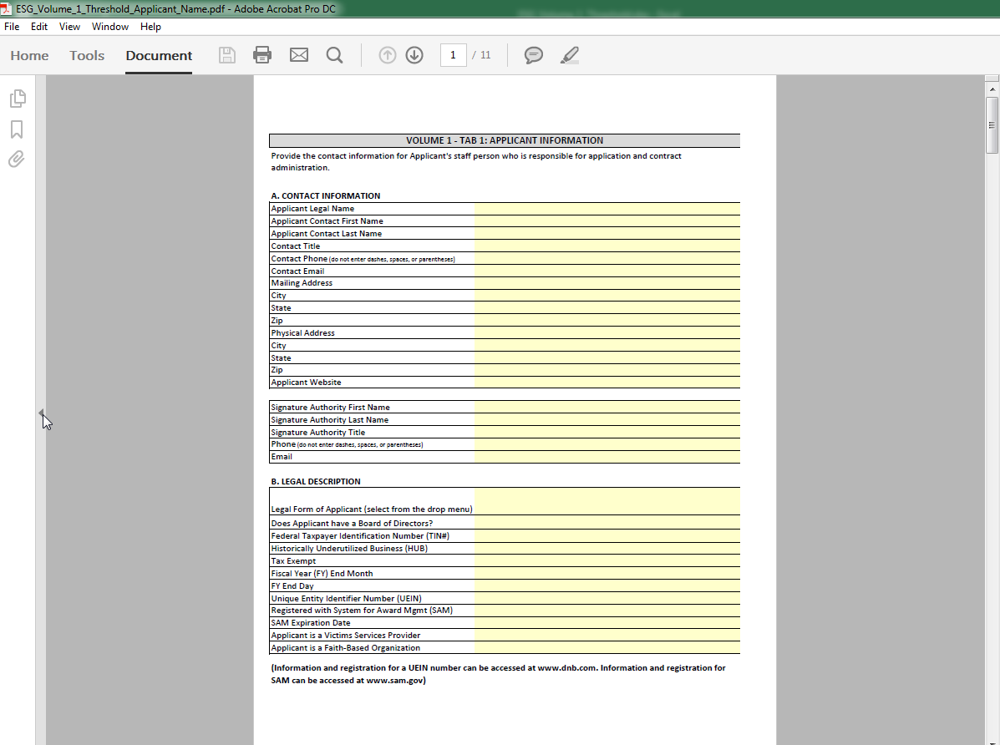 ESG_Volume_1_Threshold_Applicant_Name.pdf - Adobe Acrobat Pro DC
File Edit View Window Help
Home Tools Document 1 / 11
VOLUME 1 - TAB 1: APPLICANT INFORMATION
Provide the contact information for Applicant's staff person who is responsible for application and contract
administration.
A. CONTACT INFORMATION
Applicant Legal Name
Applicant Contact First Name
Applicant Contact Last Name
Contact Title
Contact Phone (do not enter dashes, spaces, or parentheses)
Contact Email
Mailing Address
City
State
Zip
Physical Address
City
State
Zip
Applicant Website
Signature Authority First Name
Signature Authority Last Name
Signature Authority Title
Phone (do not enter dashes, spaces, or parentheses)
Email
B. LEGAL DESCRIPTION
Legal Form of Applicant (select from the drop menu)
Does Applicant have a Board of Directors?
Federal Taxpayer Identification Number (TIN#)
Historically Underutilized Business (HUB)
Tax Exempt
Fiscal Year (FY) End Month
FY End Day
Unique Entity Identifier Number (UEIN)
Registered with System for Award Mgmt (SAM)
SAM Expiration Date
Applicant is a Victims Services Provider
Applicant is a Faith-Based Organization
(Information and registration for a UEIN number can be accessed at www.dnb.com. Information and registration for
SAM can be accessed at www.sam.gov)